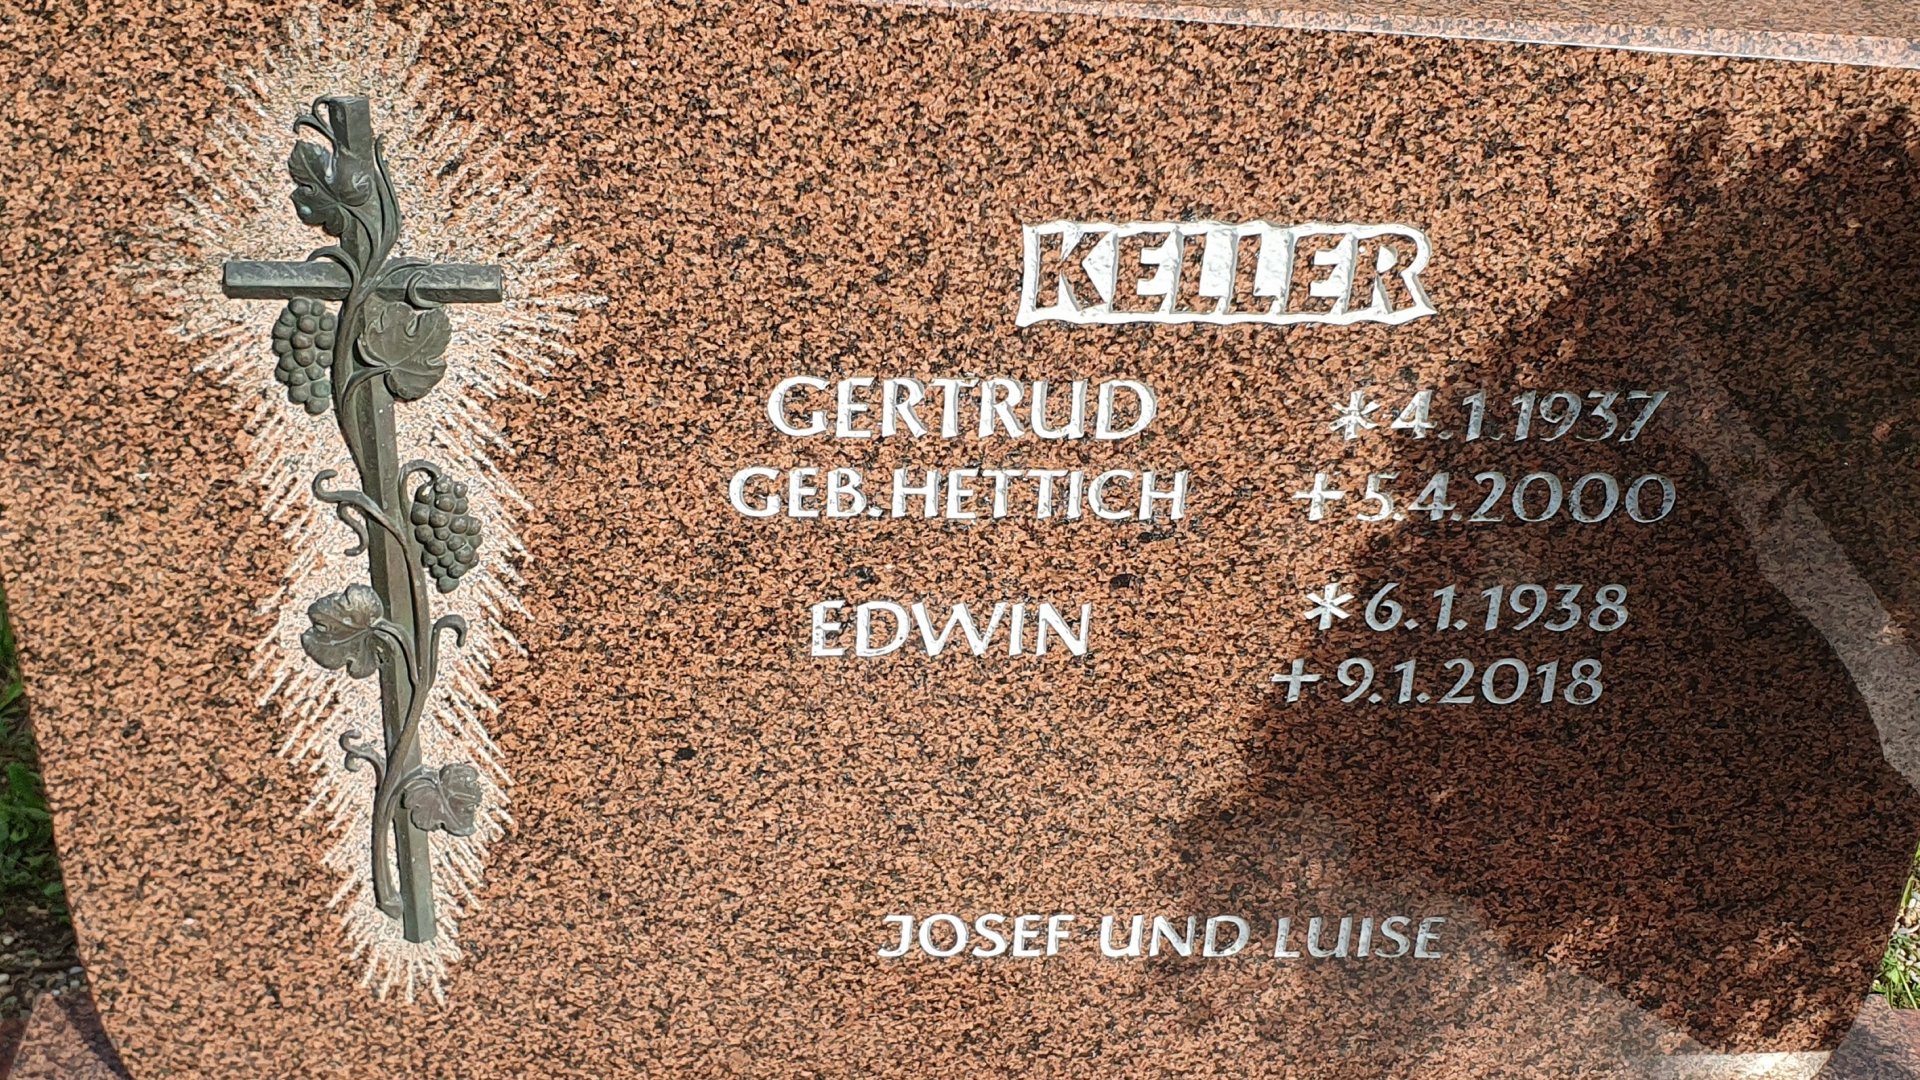 KELLER
GERTRUD *4.1.1937
GEB.HETTICH +5.4.2000
EDWIN *6.1.1938
+9.1.2018
JOSEF UND LUISE